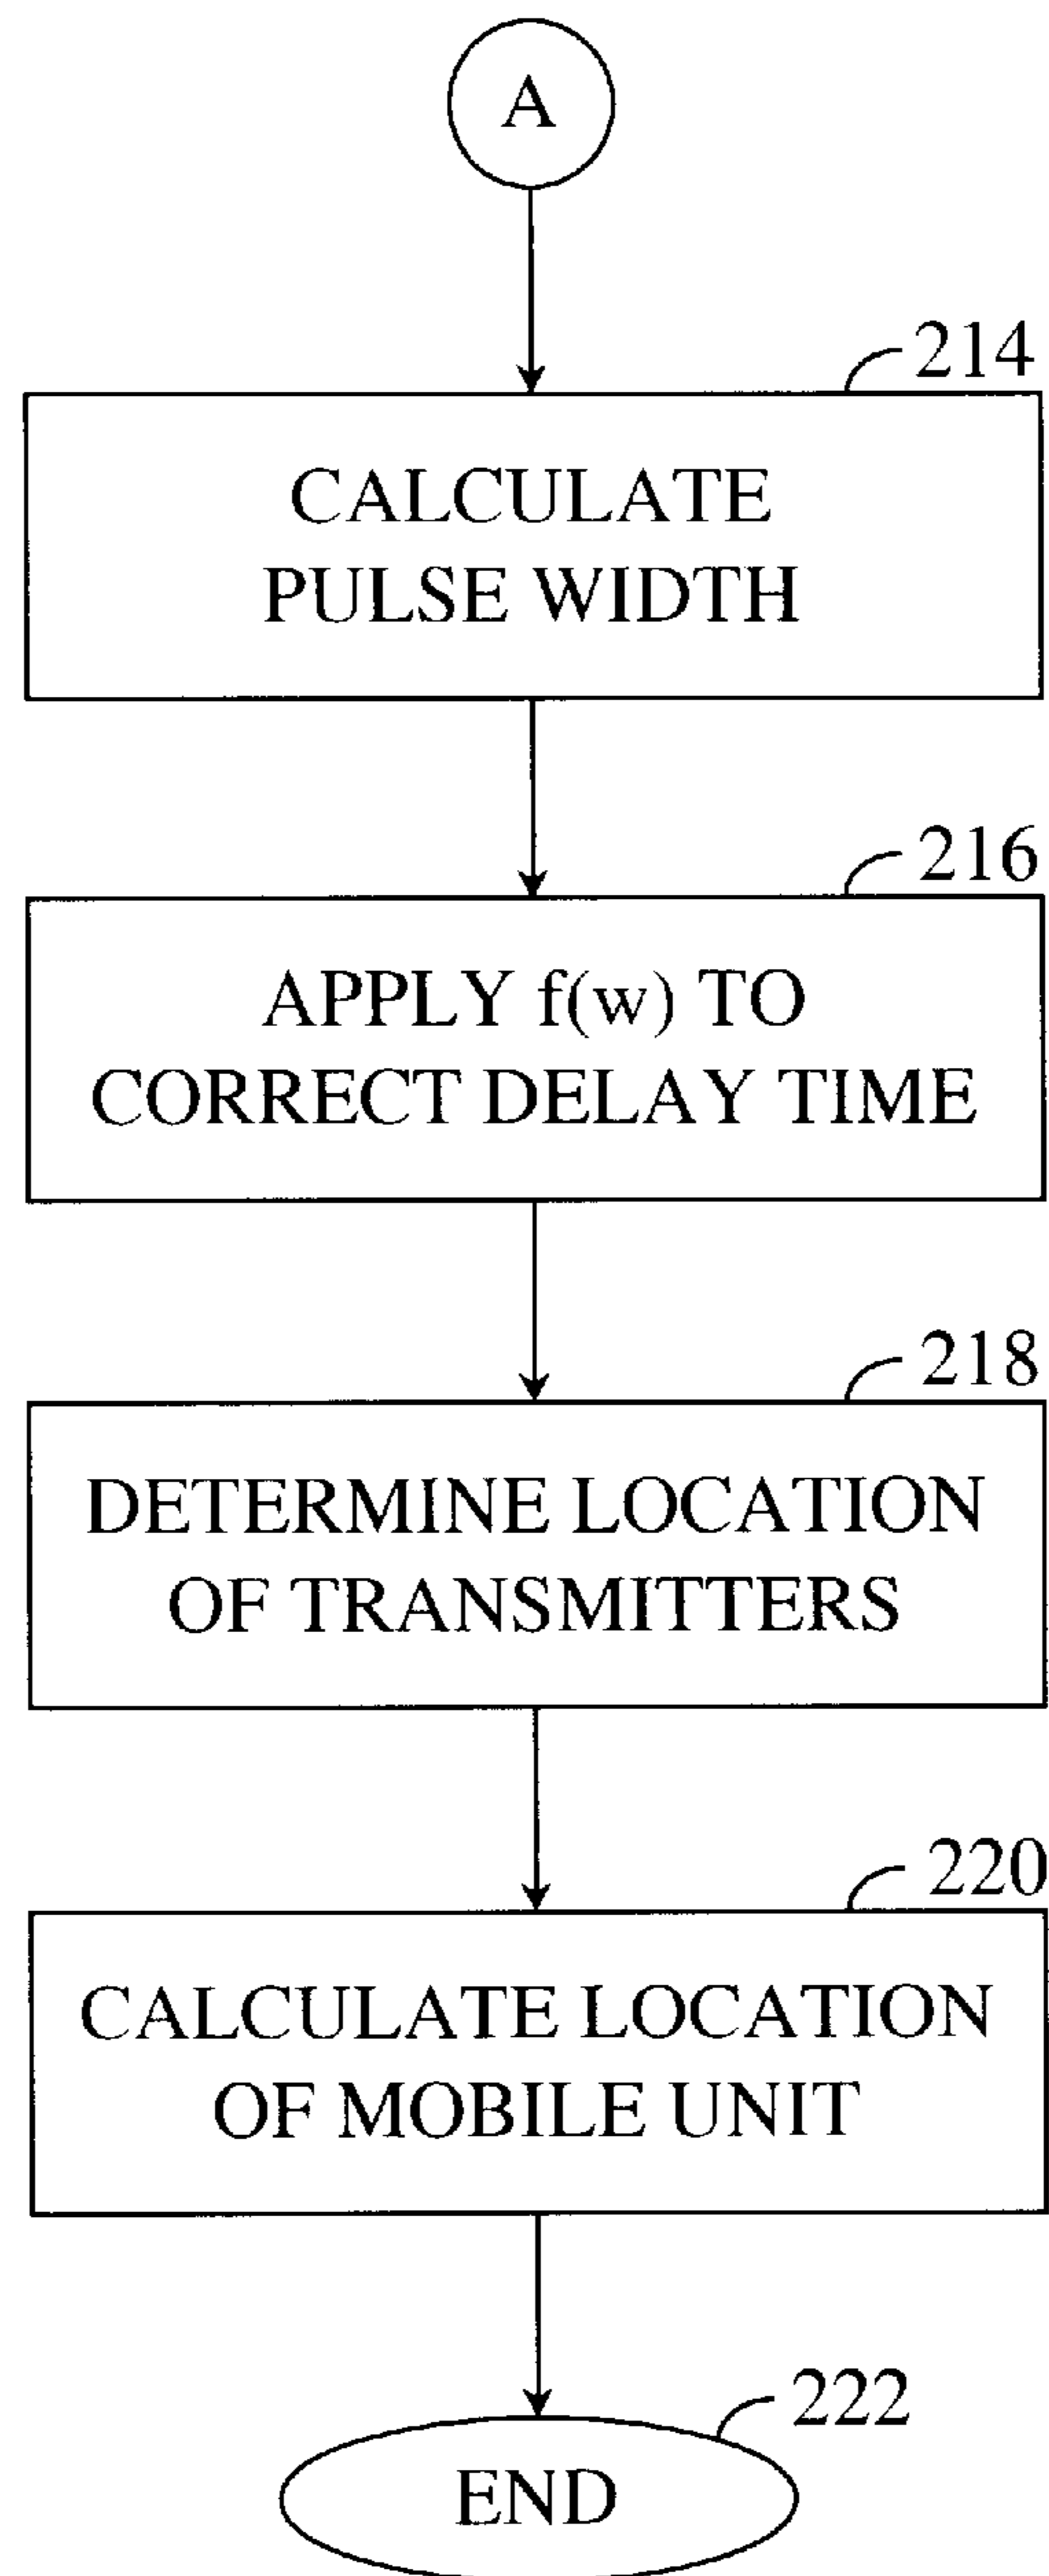 A
214
CALCULATE
PULSE WIDTH
216
APPLY f(w) TO
CORRECT DELAY TIME
218
DETERMINE LOCATION
OF TRANSMITTERS
220
CALCULATE LOCATION
OF MOBILE UNIT
222
END